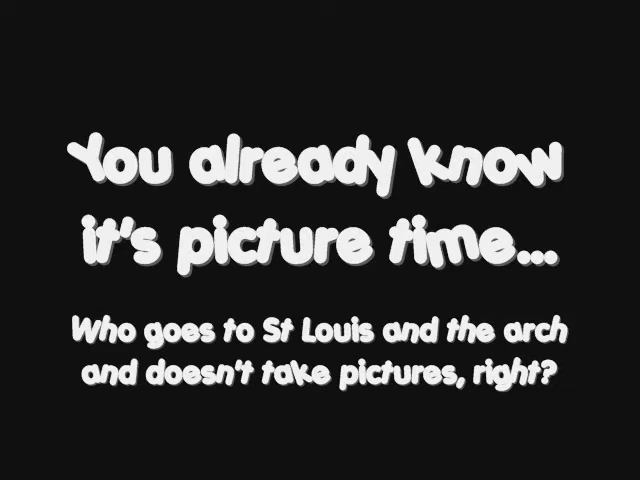 You already know
it's picture time...
Who goes to St Louis and the arch
and doesn't take pictures, right?